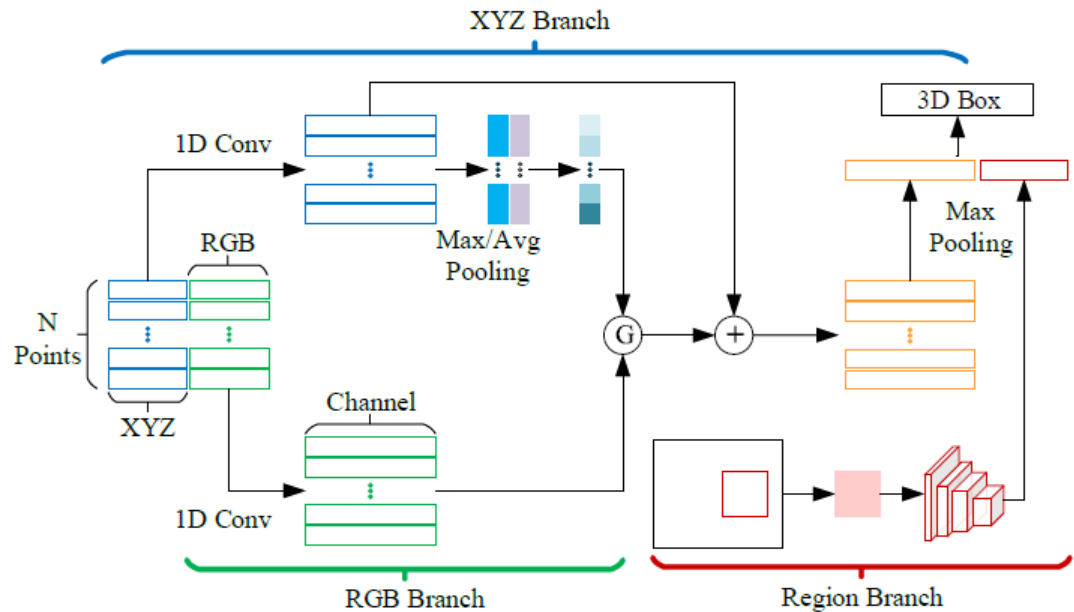 XYZ Branch
3D Box
1D Conv
RGB
Max/Avg
Pooling
Max
Pooling
N
Points
G
+
XYZ
Channel
1D Conv
RGB Branch
Region Branch